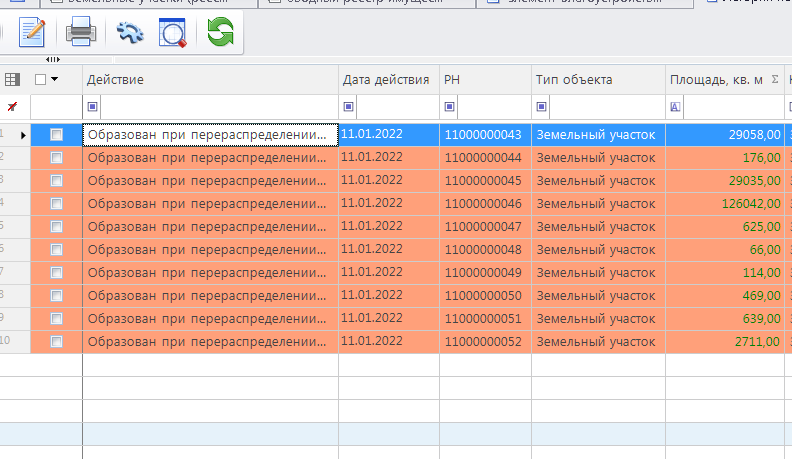 Действие Дата действия РН Тип объекта Площадь, кв. м Σ
1 Образован при перераспределении... 11.01.2022 11000000043 Земельный участок 29058,00
2 Образован при перераспределении... 11.01.2022 11000000044 Земельный участок 176,00
3 Образован при перераспределении... 11.01.2022 11000000045 Земельный участок 29035,00
4 Образован при перераспределении... 11.01.2022 11000000046 Земельный участок 126042,00
5 Образован при перераспределении... 11.01.2022 11000000047 Земельный участок 625,00
6 Образован при перераспределении... 11.01.2022 11000000048 Земельный участок 66,00
7 Образован при перераспределении... 11.01.2022 11000000049 Земельный участок 114,00
8 Образован при перераспределении... 11.01.2022 11000000050 Земельный участок 469,00
9 Образован при перераспределении... 11.01.2022 11000000051 Земельный участок 639,00
10 Образован при перераспределении... 11.01.2022 11000000052 Земельный участок 2711,00